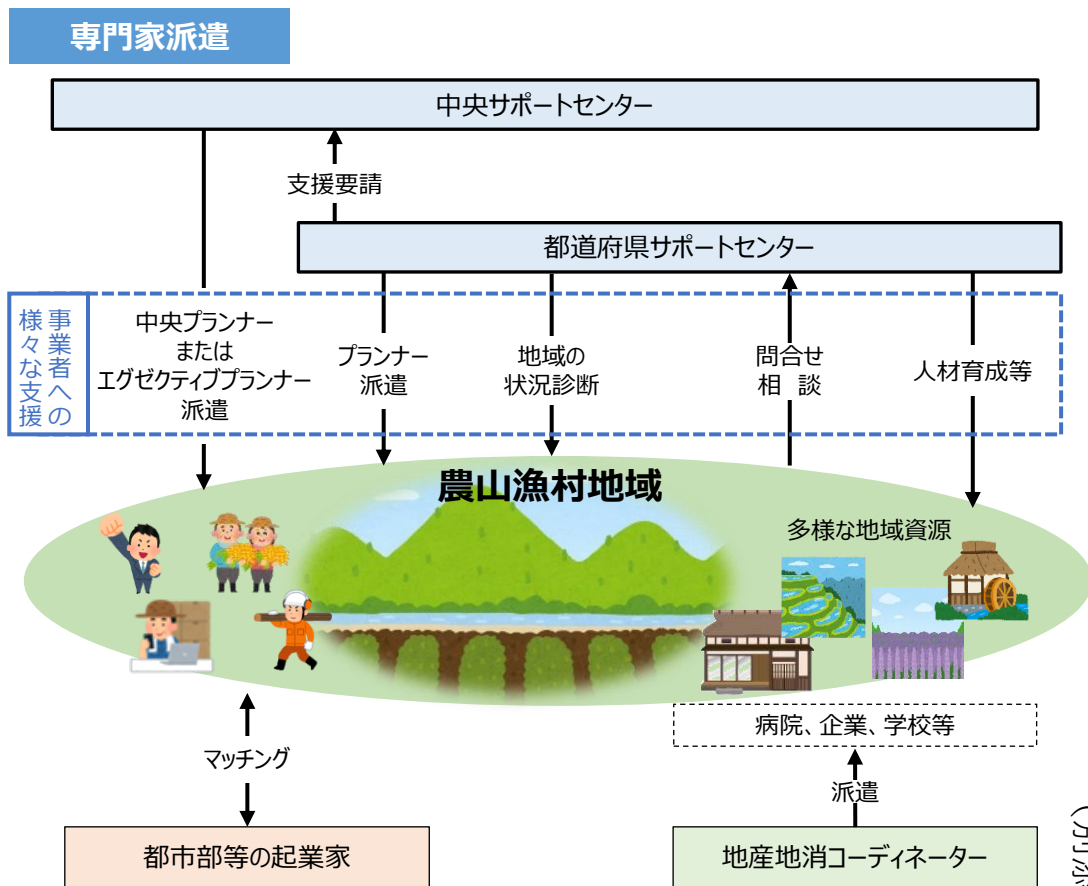 専門家派遣
中央サポートセンター
支援要請
都道府県サポートセンター
事業者への
様々な支援
中央プランナー
または
エグゼクティブプランナー
派遣
プランナー
派遣
地域の
状況診断
問合せ
相 談
人材育成等
農山漁村地域
多様な地域資源
病院、企業、学校等
マッチング
派遣
都市部等の起業家
地産地消コーディネーター